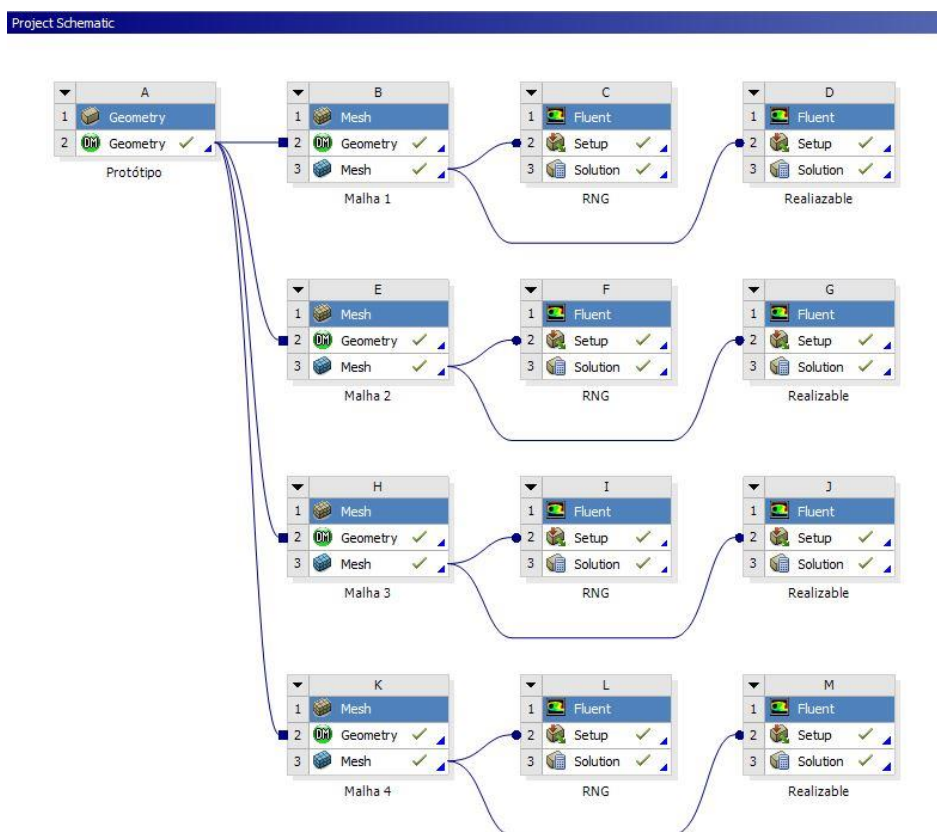 Project Schematic
A B C D
1 Geometry 1 Mesh 1 Fluent 1 Fluent
2 DM Geometry 2 DM Geometry 2 Setup 2 Setup
Protótipo 3 Mesh 3 Solution 3 Solution
Malha 1 RNG Realiazable
E F G
1 Mesh 1 Fluent 1 Fluent
2 DM Geometry 2 Setup 2 Setup
3 Mesh 3 Solution 3 Solution
Malha 2 RNG Realizable
H I J
1 Mesh 1 Fluent 1 Fluent
2 DM Geometry 2 Setup 2 Setup
3 Mesh 3 Solution 3 Solution
Malha 3 RNG Realizable
K L M
1 Mesh 1 Fluent 1 Fluent
2 DM Geometry 2 Setup 2 Setup
3 Mesh 3 Solution 3 Solution
Malha 4 RNG Realizable